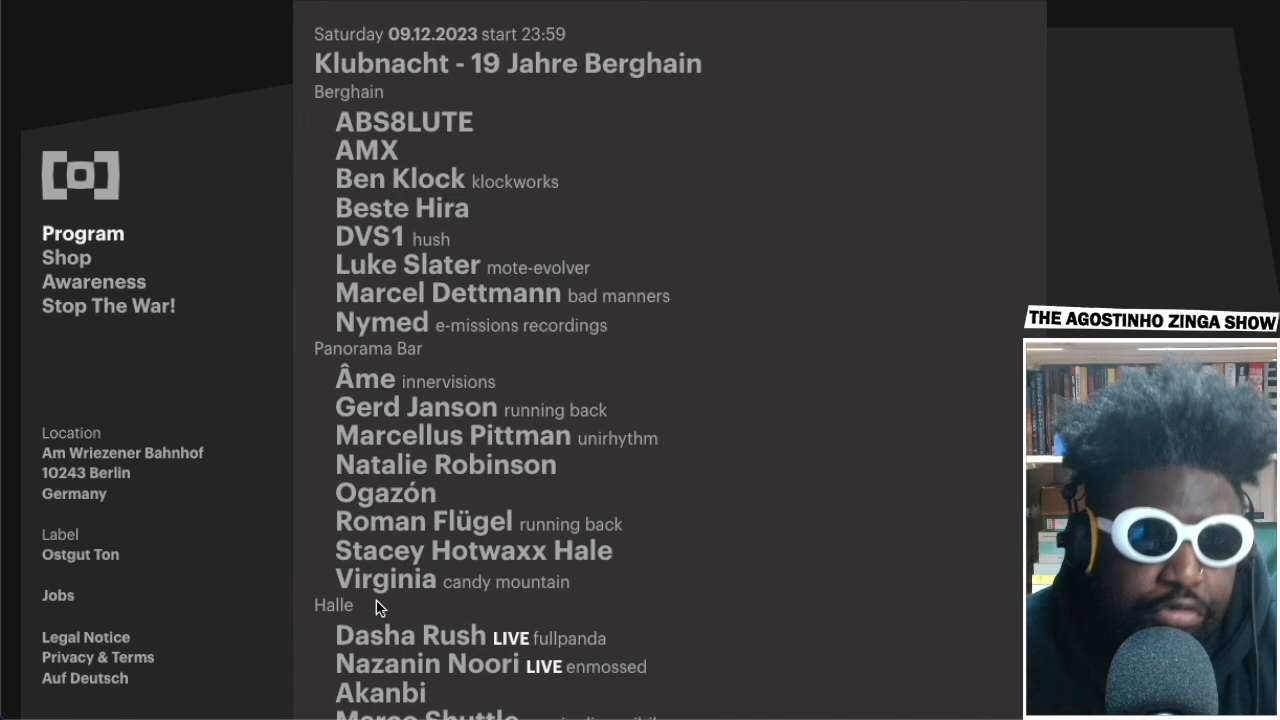 Saturday 09.12.2023 start 23:59
Klubnacht - 19 Jahre Berghain
Berghain
ABS8LUTE
AMX
Ben Klock klockworks
Beste Hira
DVS1 hush
Luke Slater mote-evolver
Marcel Dettmann bad manners
Nymed e-missions recordings
Panorama Bar
Âme innervisions
Gerd Janson running back
Marcellus Pittman unirhythm
Natalie Robinson
Ogazón
Roman Flügel running back
Stacey Hotwaxx Hale
Virginia candy mountain
Halle
Dasha Rush LIVE fullpanda
Nazanin Noori LIVE enmossed
Akanbi
Marco Shuttle
Program
Shop
Awareness
Stop The War!
Location
Am Wriezener Bahnhof
10243 Berlin
Germany
Label
Ostgut Ton
Jobs
Legal Notice
Privacy & Terms
Auf Deutsch
THE AGOSTINHO ZINGA SHOW